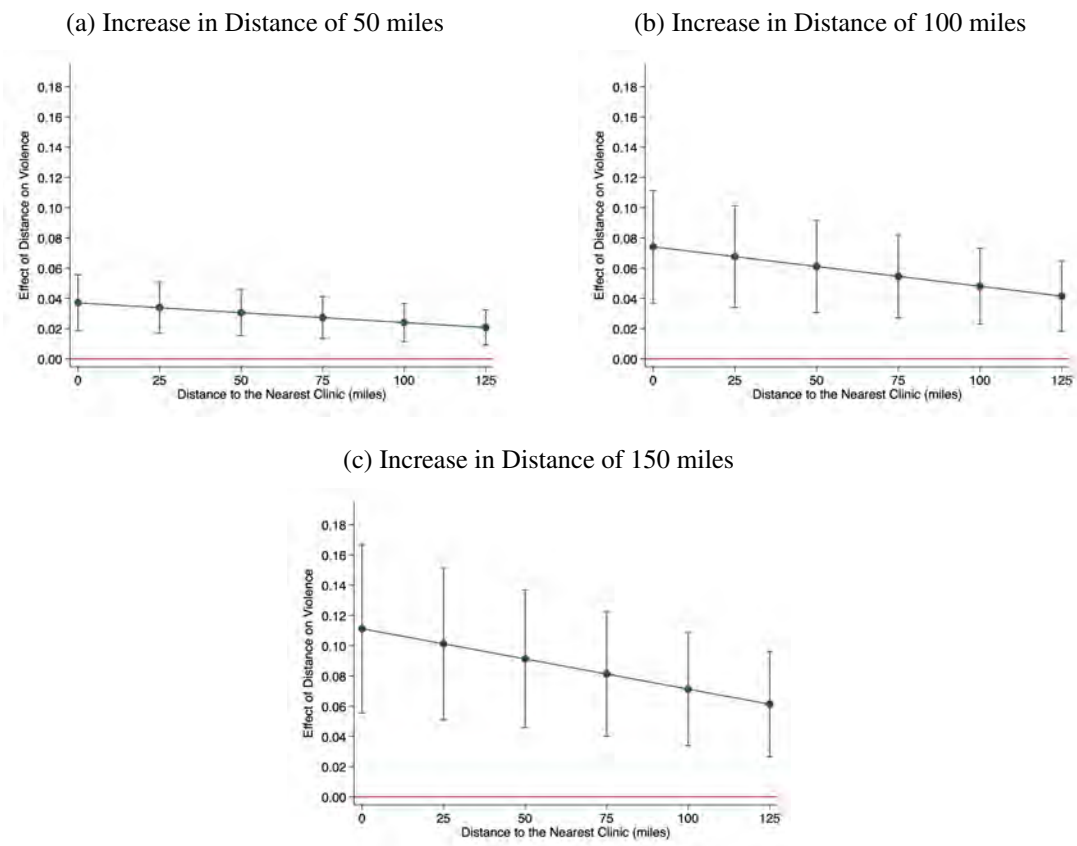 (a) Increase in Distance of 50 miles
(b) Increase in Distance of 100 miles
Effect of Distance on Violence
0.18
0.16
0.14
0.12
0.10
0.08
0.06
0.04
0.02
0.00
0 25 50 75 100 125
Distance to the Nearest Clinic (miles)
Effect of Distance on Violence
0.18
0.16
0.14
0.12
0.10
0.08
0.06
0.04
0.02
0.00
0 25 50 75 100 125
Distance to the Nearest Clinic (miles)
(c) Increase in Distance of 150 miles
Effect of Distance on Violence
0.18
0.16
0.14
0.12
0.10
0.08
0.06
0.04
0.02
0.00
0 25 50 75 100 125
Distance to the Nearest Clinic (miles)